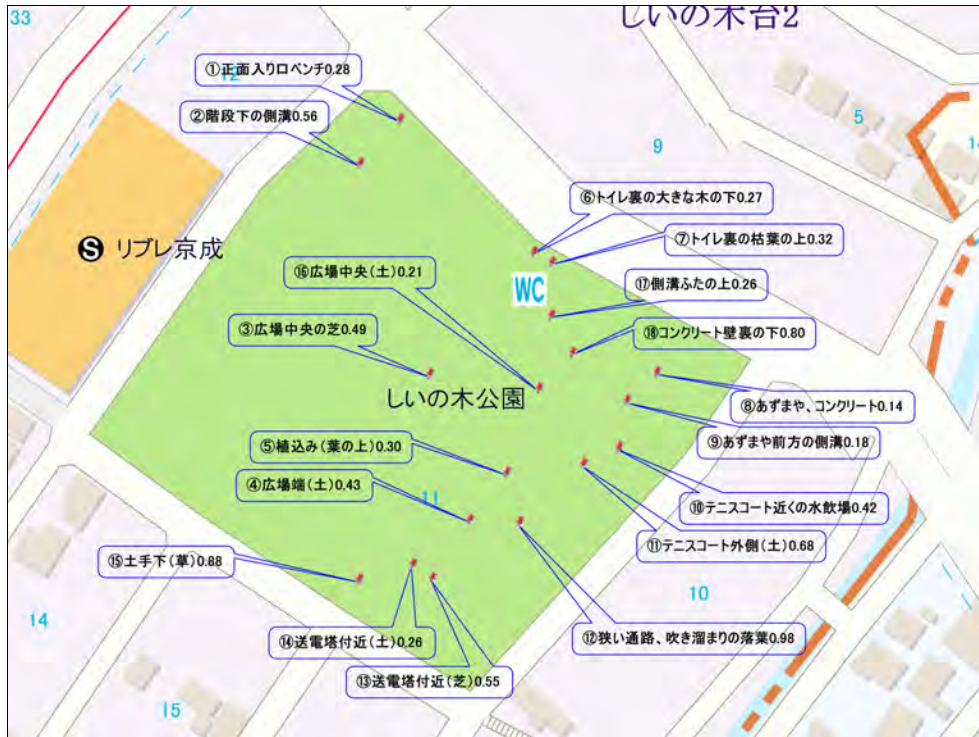 33
しいの木台2
12
①正面入り口ベンチ0.28
②階段下の側溝0.56
5
9
⑥トイレ裏の大きな木の下0.27
⑦トイレ裏の枯葉の上0.32
S リブレ京成
⑯広場中央(土)0.21
WC
⑰側溝ふたの上0.26
⑱コンクリート壁裏の下0.80
③広場中央の芝0.49
しいの木公園
⑧あずまや、コンクリート0.14
⑨あずまや前方の側溝0.18
⑤植込み(葉の上)0.30
④広場端(土)0.43
11
⑩テニスコート近くの水飲場0.42
⑪テニスコート外側(土)0.68
⑮土手下(草)0.88
10
14
⑭送電塔付近(土)0.26
⑫狭い通路、吹き溜まりの落葉0.98
⑬送電塔付近(芝)0.55
15